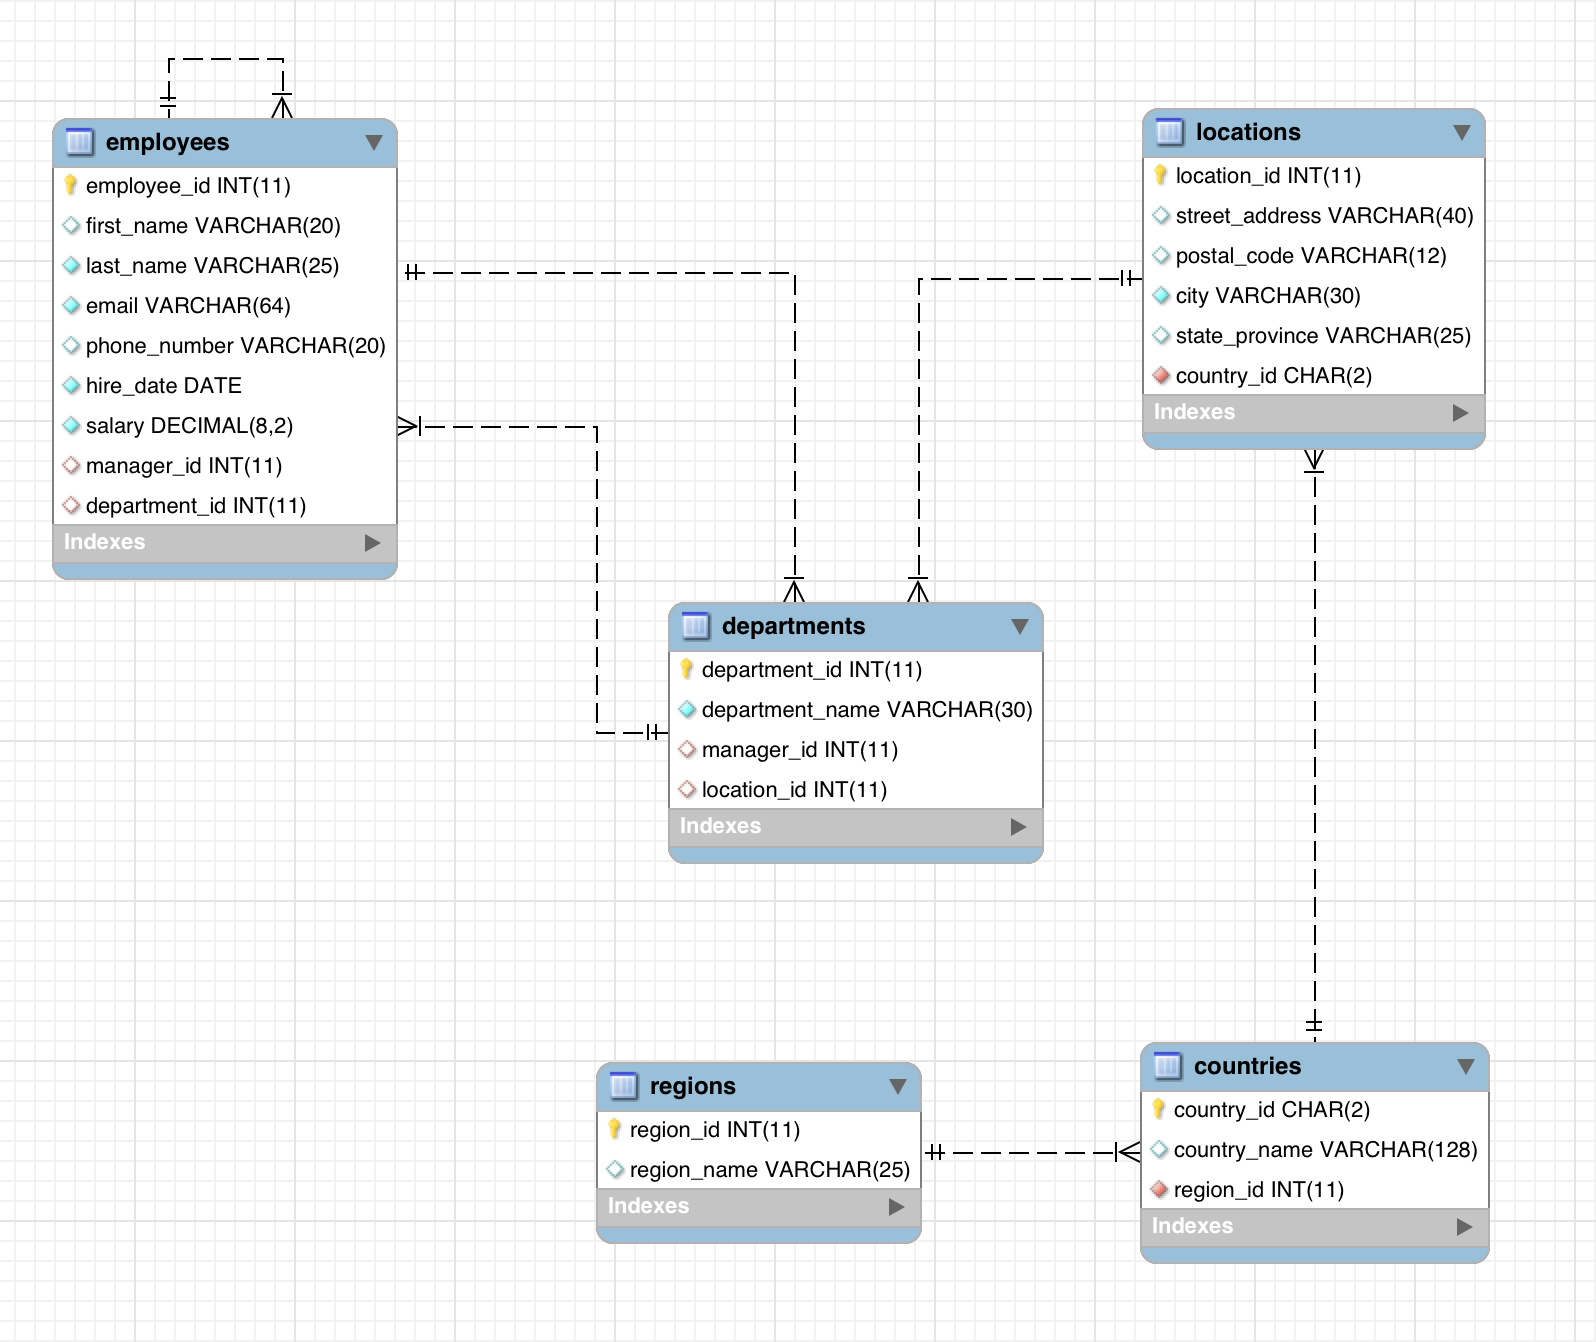 employees
employee_id INT(11)
first_name VARCHAR(20)
last_name VARCHAR(25)
email VARCHAR(64)
phone_number VARCHAR(20)
hire_date DATE
salary DECIMAL(8,2)
manager_id INT(11)
department_id INT(11)
Indexes
locations
location_id INT(11)
street_address VARCHAR(40)
postal_code VARCHAR(12)
city VARCHAR(30)
state_province VARCHAR(25)
country_id CHAR(2)
Indexes
departments
department_id INT(11)
department_name VARCHAR(30)
manager_id INT(11)
location_id INT(11)
Indexes
regions
region_id INT(11)
region_name VARCHAR(25)
Indexes
countries
country_id CHAR(2)
country_name VARCHAR(128)
region_id INT(11)
Indexes